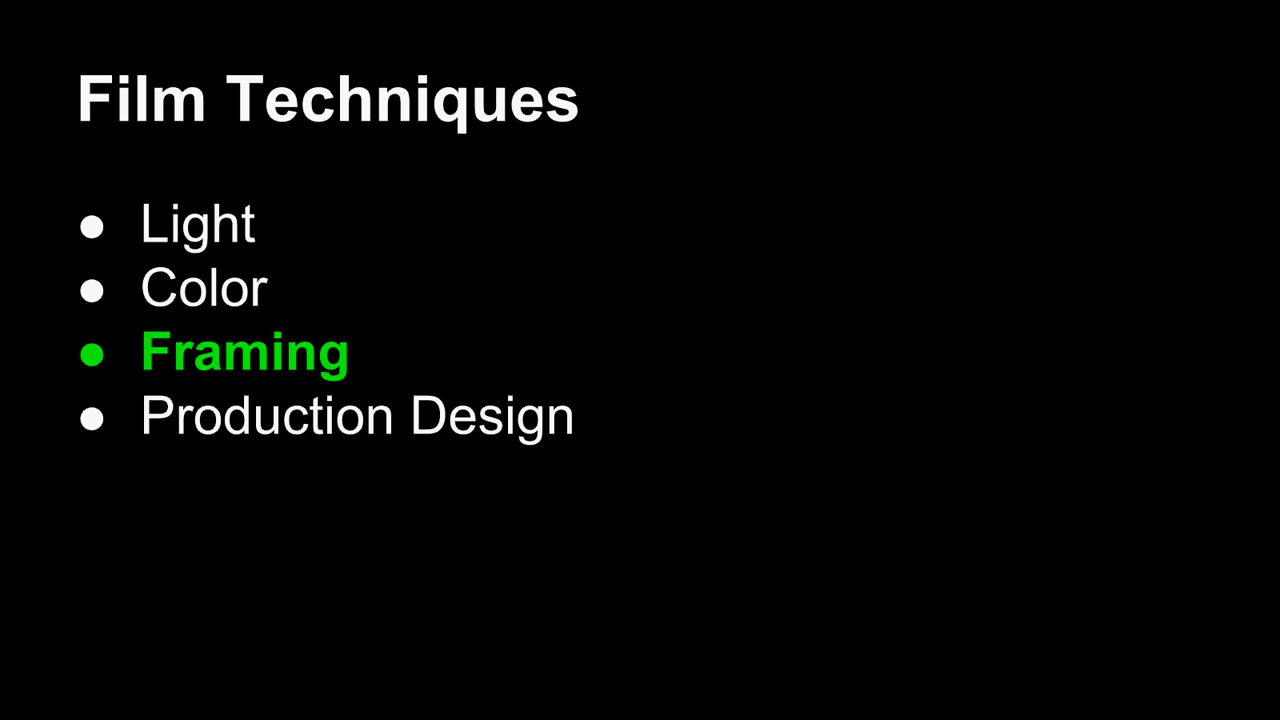 Film Techniques
● Light
● Color
● Framing
● Production Design